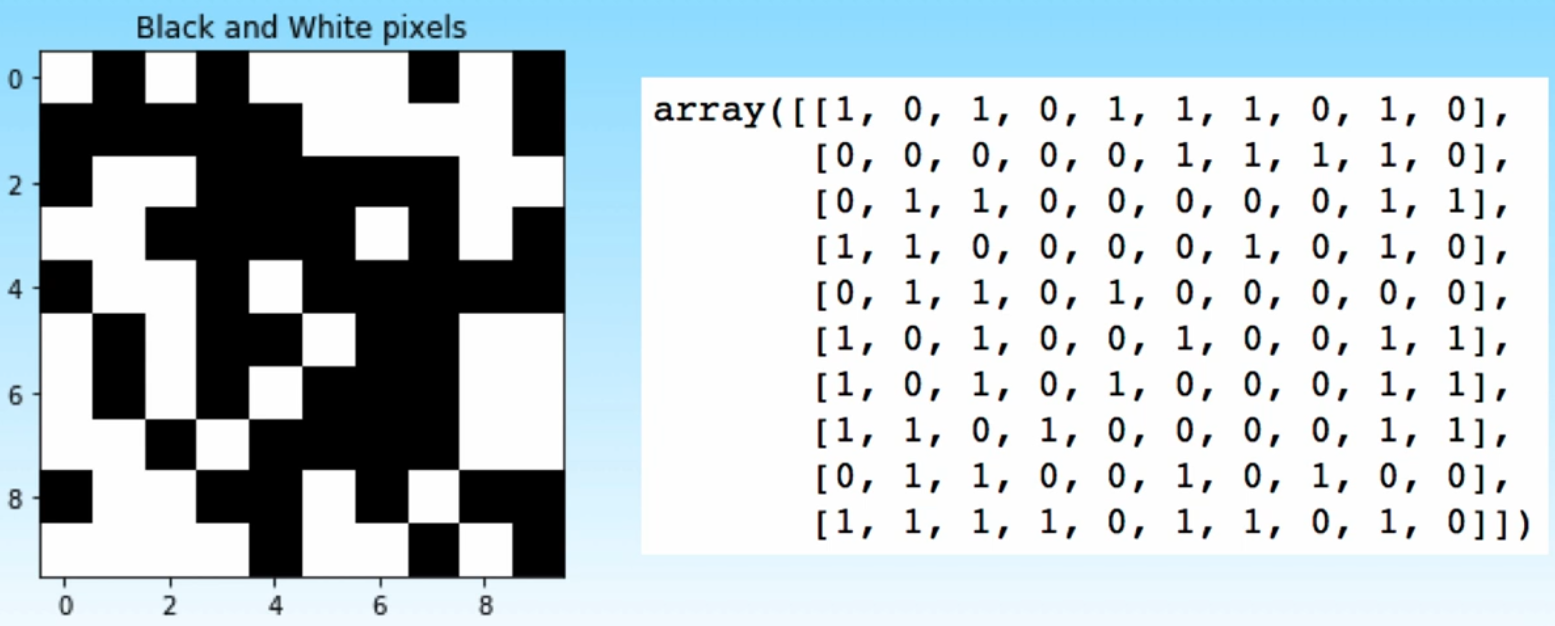 Black and White pixels
0
2
4
6
8
0 2 4 6 8
array([[1, 0, 1, 0, 1, 1, 1, 0, 1, 0],
[0, 0, 0, 0, 0, 1, 1, 1, 1, 0],
[0, 1, 1, 0, 0, 0, 0, 0, 1, 1],
[1, 1, 0, 0, 0, 0, 1, 0, 1, 0],
[0, 1, 1, 0, 1, 0, 0, 0, 0, 0],
[1, 0, 1, 0, 0, 1, 0, 0, 1, 1],
[1, 0, 1, 0, 1, 0, 0, 0, 1, 1],
[1, 1, 0, 1, 0, 0, 0, 0, 1, 1],
[0, 1, 1, 0, 0, 1, 0, 1, 0, 0],
[1, 1, 1, 1, 0, 1, 1, 0, 1, 0]])